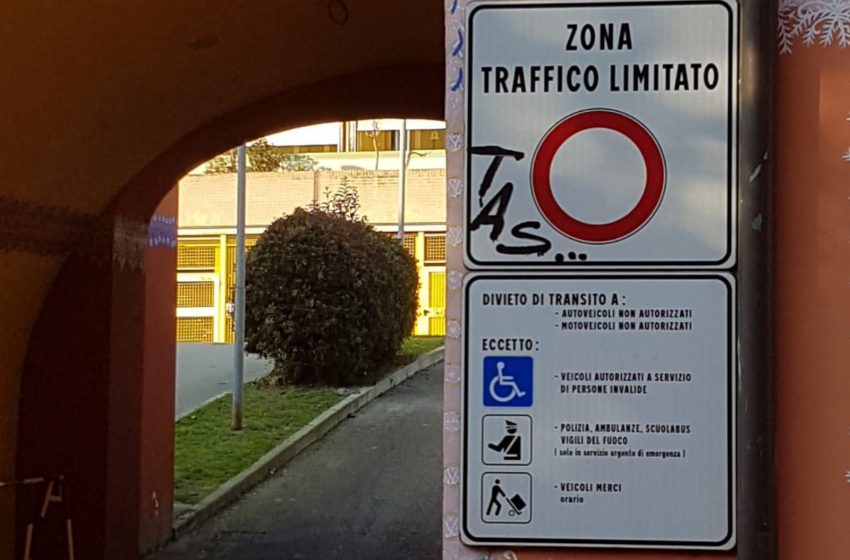 ZONA
TRAFFICO LIMITATO
TAS...
DIVIETO DI TRANSITO A :
- AUTOVEICOLI NON AUTORIZZATI
- MOTOVEICOLI NON AUTORIZZATI
ECCETTO :
- VEICOLI AUTORIZZATI A SERVIZIO
DI PERSONE INVALIDE
- POLIZIA, AMBULANZE, SCUOLABUS
VIGILI DEL FUOCO
( solo in servizio urgente di emergenza )
- VEICOLI MERCI
orario